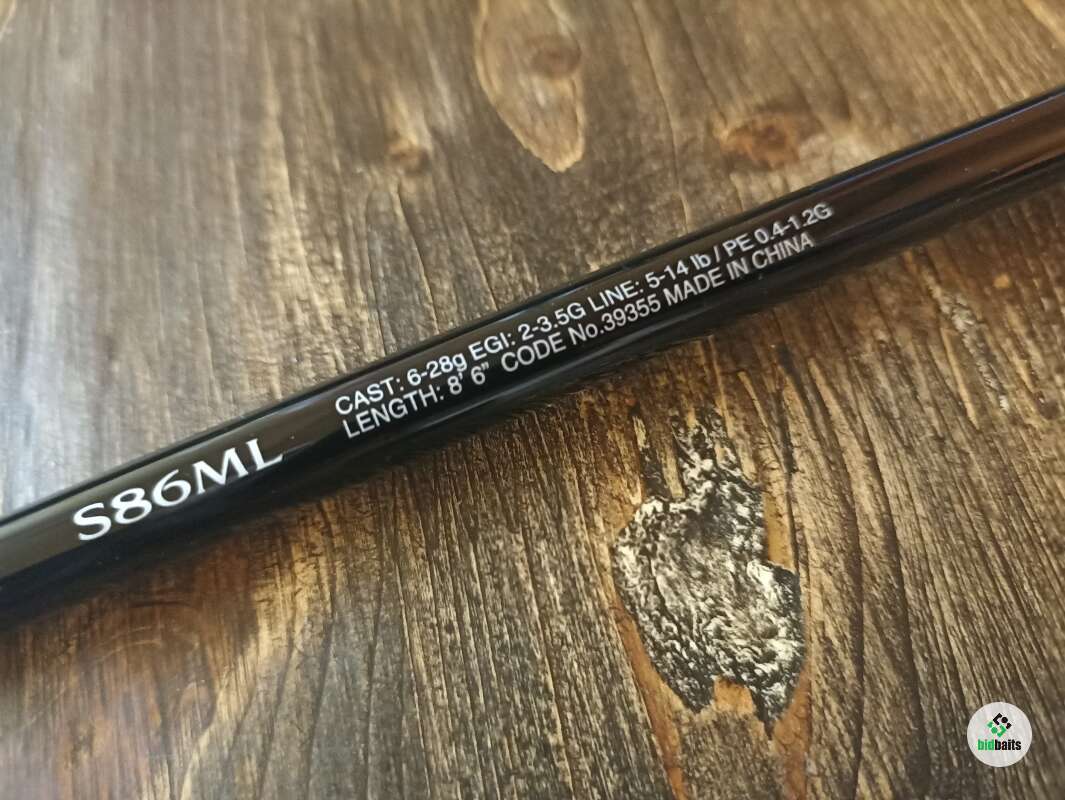 S86ML
CAST: 6-28g EGI: 2-3.5G LINE: 5-14 lb / PE 0.4-1.2G
LENGTH: 8' 6" CODE No.39355 MADE IN CHINA
bidbaits